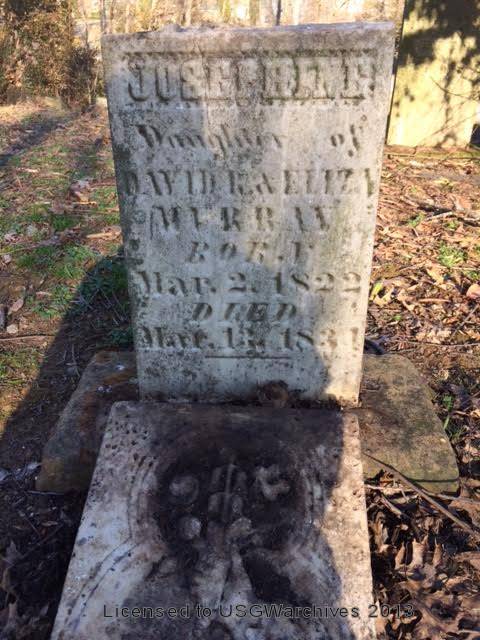 JOSEPHINE
Daughter of
DAVID R. & ELIZA
MURRAY
BORN
Mar. 2, 1822
DIED
Mar. 13, 1831
Licensed to USGWarchives 2013